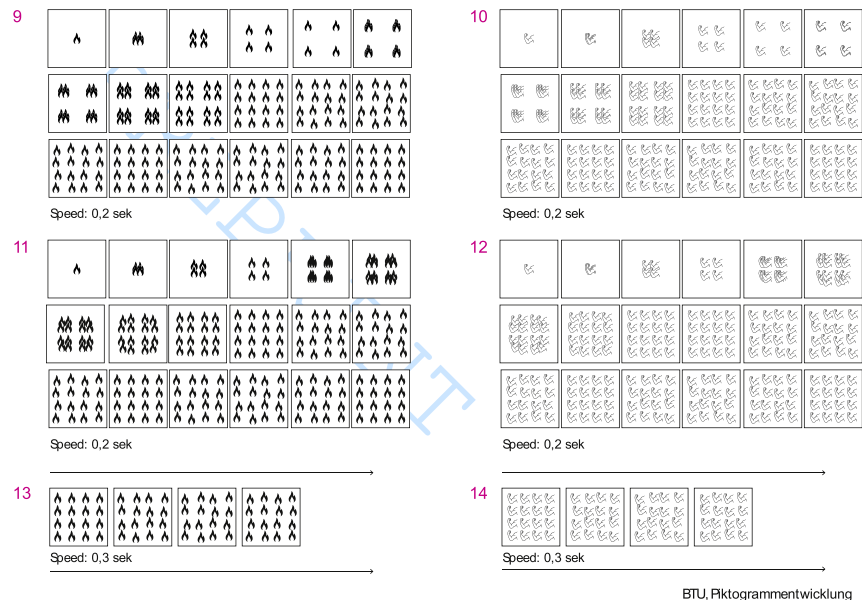 9
10
Speed: 0,2 sek
Speed: 0,2 sek
11
12
Speed: 0,2 sek
Speed: 0,2 sek
13
14
Speed: 0,3 sek
Speed: 0,3 sek
BTU, Piktogrammentwicklung